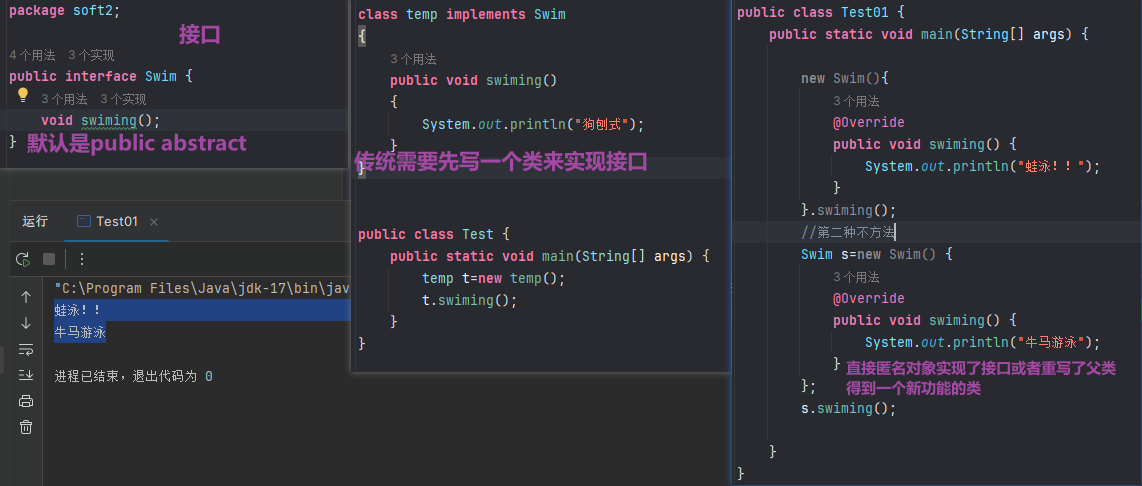 package soft2;
接口
4 个用法 3 个实现
public interface Swim {
3 个用法 3 个实现
void swiming();
}
默认是public abstract
运行
Test01
"C:\Program Files\Java\jdk-17\bin\jav
蛙泳！！
牛马游泳
进程已结束，退出代码为 0
class temp implements Swim
{
3 个用法
public void swiming()
{
System.out.println("狗刨式");
}
传统需要先写一个类来实现接口
}
public class Test {
public static void main(String[] args) {
temp t=new temp();
t.swiming();
}
}
public class Test01 {
public static void main(String[] args) {
new Swim(){
3 个用法
@Override
public void swiming() {
System.out.println("蛙泳！！");
}
}.swiming();
//第二种不方法
Swim s=new Swim() {
3 个用法
@Override
public void swiming() {
System.out.println("牛马游泳");
}
直接匿名对象实现了接口或者重写了父类
得到一个新功能的类
};
s.swiming();
}
}